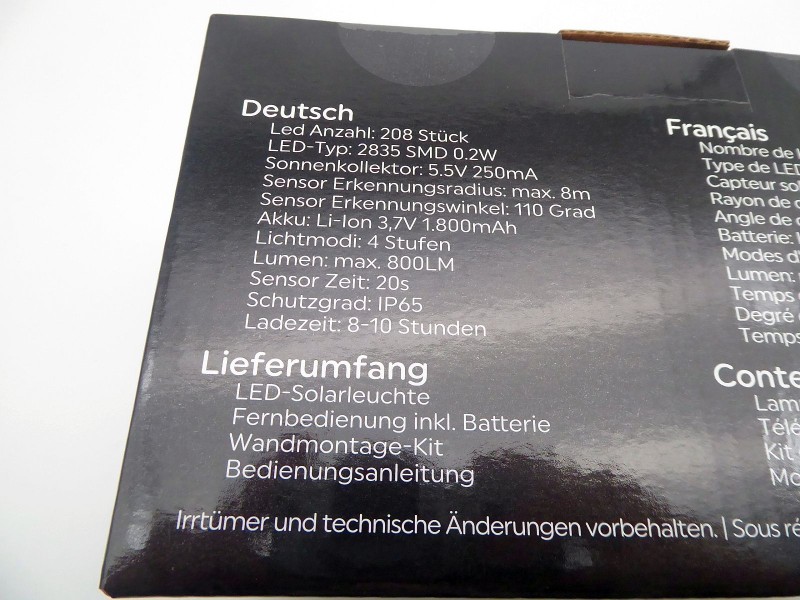 Deutsch
Led Anzahl: 208 Stück
LED-Typ: 2835 SMD 0.2W
Sonnenkollektor: 5.5V 250mA
Sensor Erkennungsradius: max. 8m
Sensor Erkennungswinkel: 110 Grad
Akku: Li-Ion 3,7V 1.800mAh
Lichtmodi: 4 Stufen
Lumen: max. 800LM
Sensor Zeit: 20s
Schutzgrad: IP65
Ladezeit: 8-10 Stunden
Lieferumfang
LED-Solarleuchte
Fernbedienung inkl. Batterie
Wandmontage-Kit
Bedienungsanleitung
Irrtümer und technische Änderungen vorbehalten. | Sous
Français
Nombre de
Type de LED
Capteur
Rayon de
Angle de
Batterie:
Modes
Lumen:
Temps
Degré
Temps
Kit